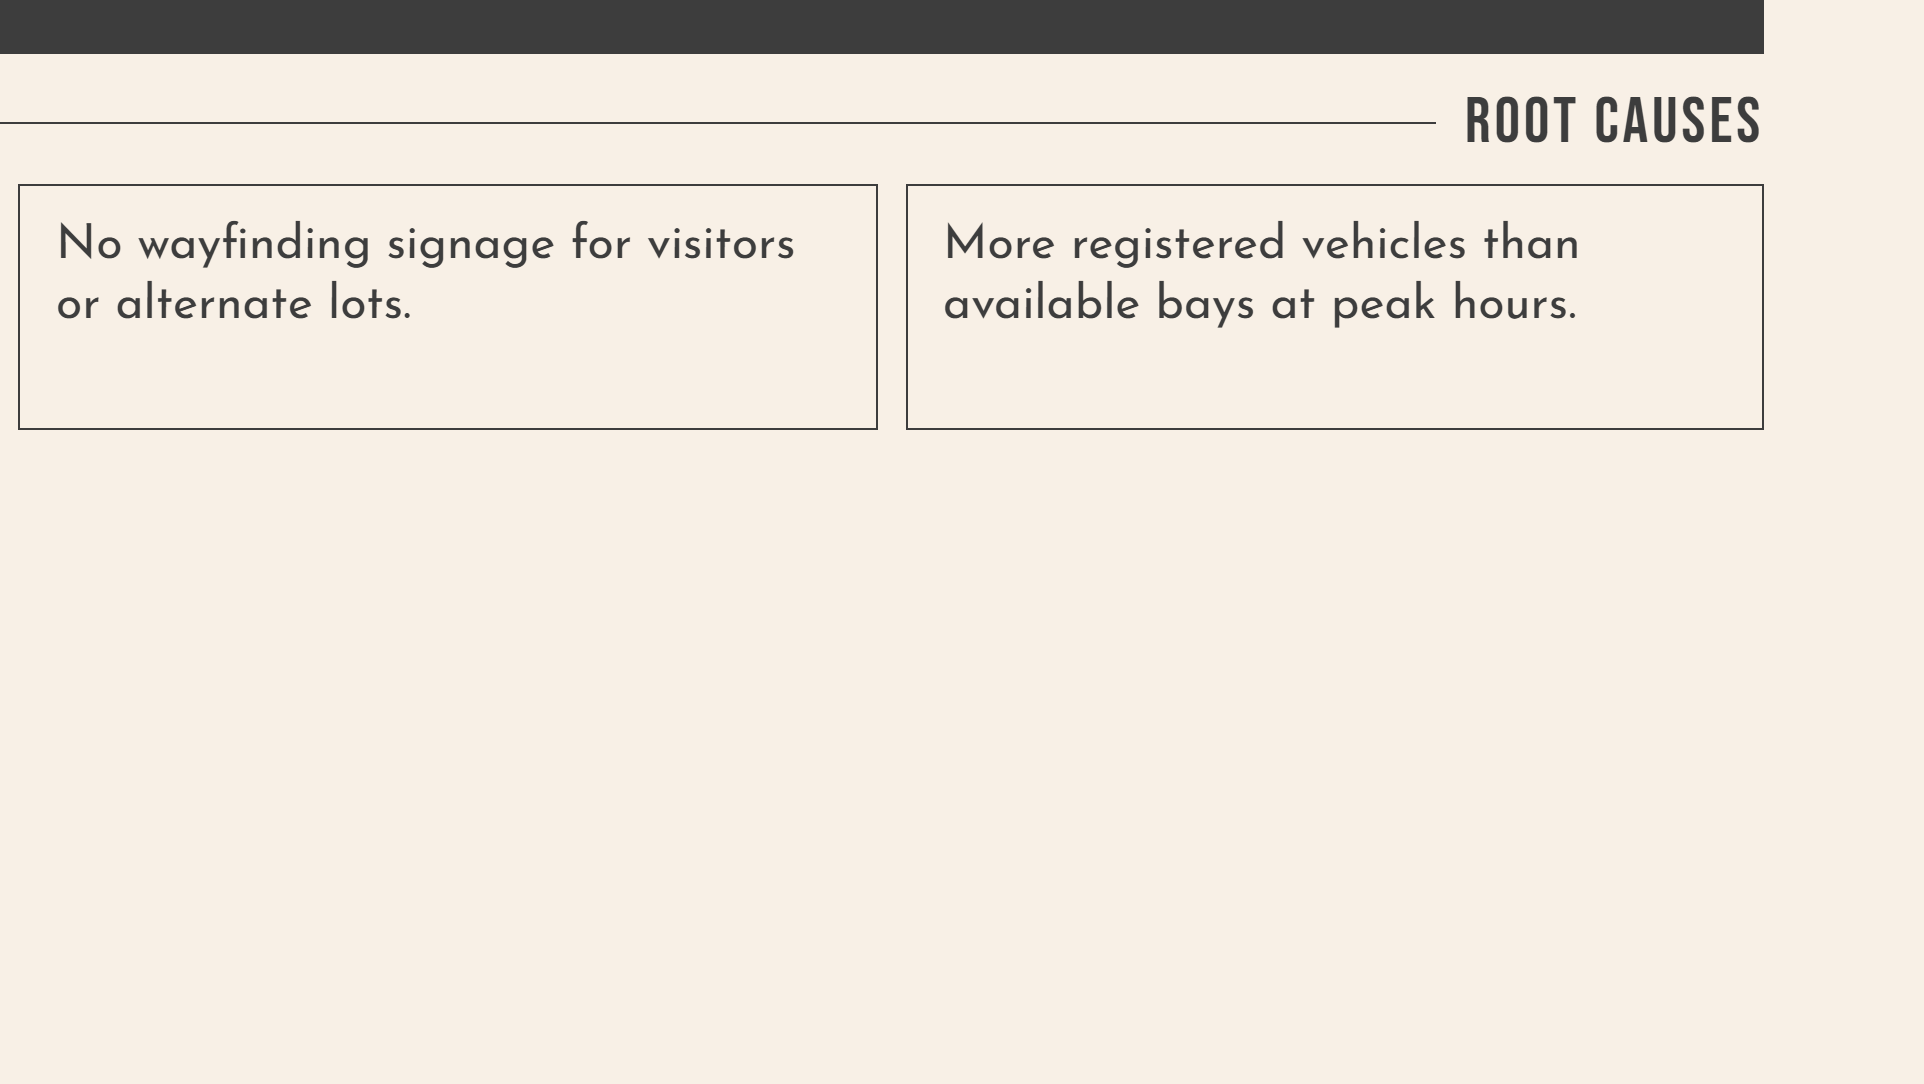 ROOT CAUSES
No wayfinding signage for visitors
or alternate lots.
More registered vehicles than
available bays at peak hours.